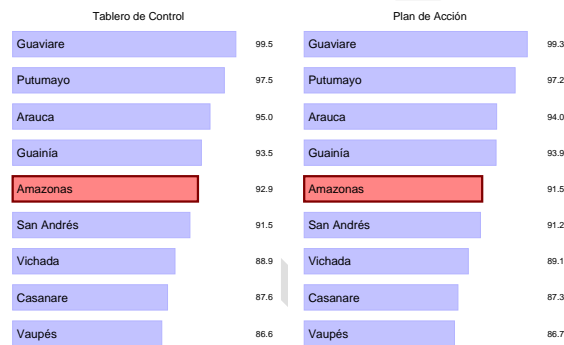 Tablero de Control
Guaviare 99.5
Putumayo 97.5
Arauca 95.0
Guainía 93.5
Amazonas 92.9
San Andrés 91.5
Vichada 88.9
Casanare 87.6
Vaupés 86.6
Plan de Acción
Guaviare 99.3
Putumayo 97.2
Arauca 94.0
Guainía 93.9
Amazonas 91.5
San Andrés 91.2
Vichada 89.1
Casanare 87.3
Vaupés 86.7